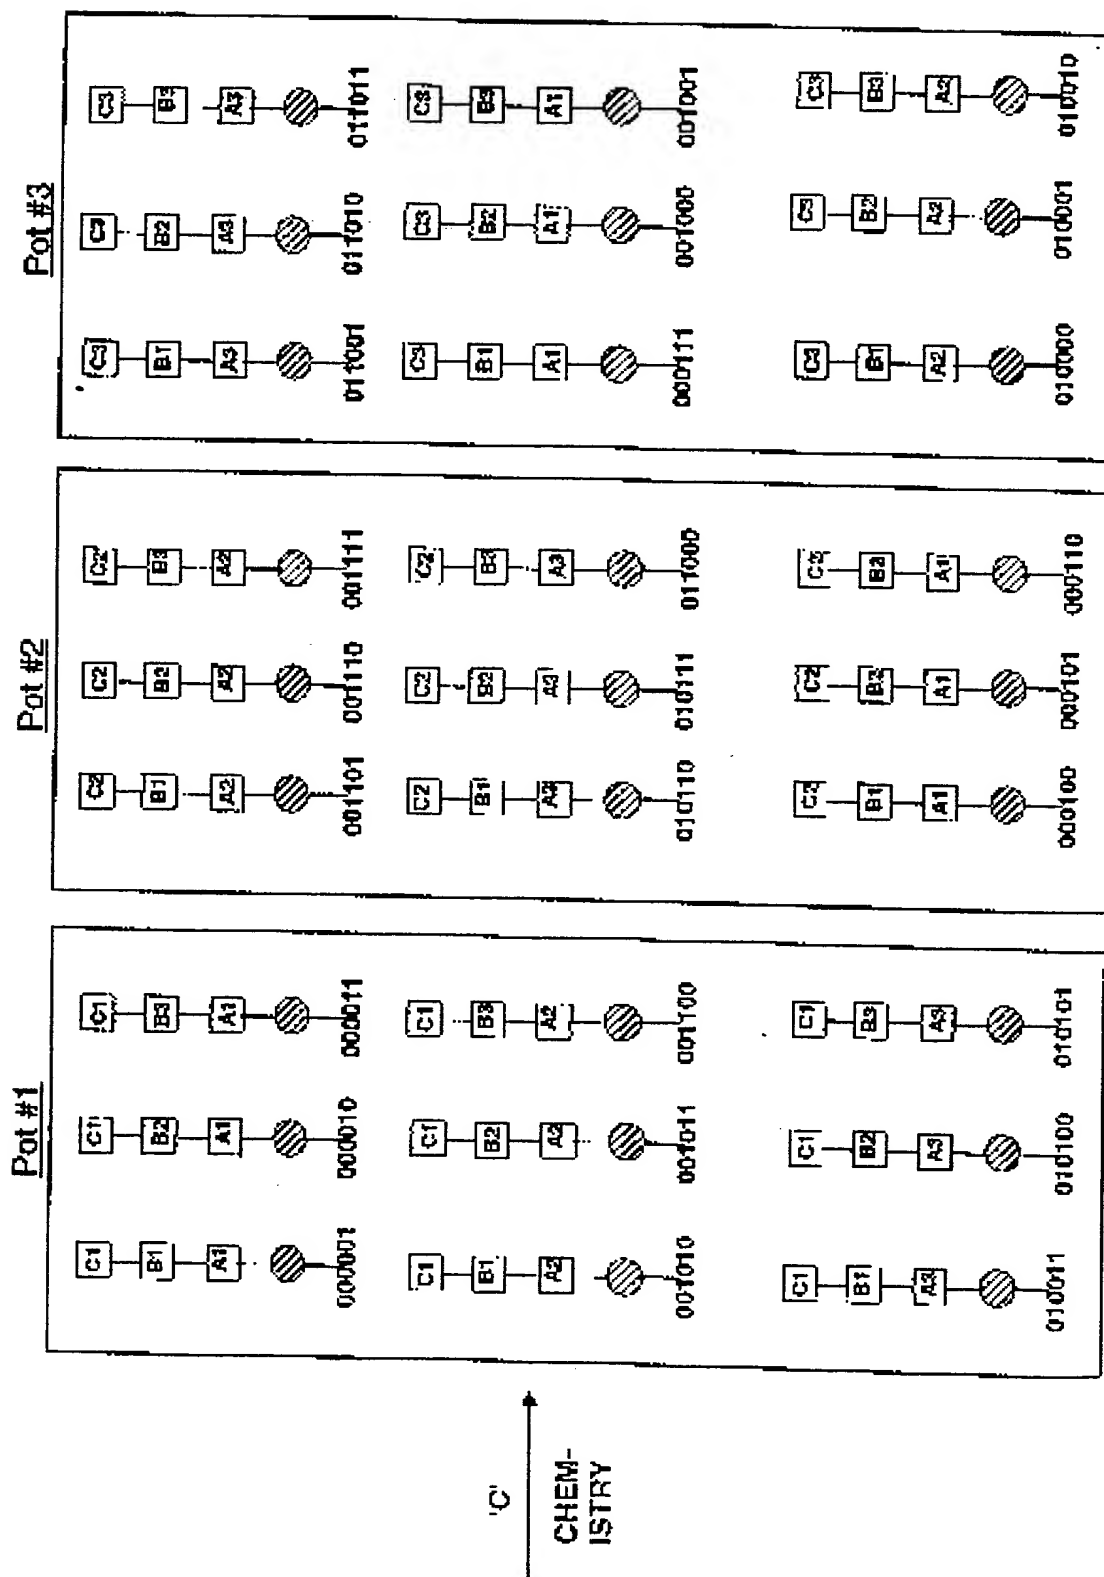 'C'
CHEM-
ISTRY
Pot #1
C1 C1 C1
B1 B2 B3
A1 A1 A1
000001 000010 000011
C1 C1 C1
B1 B2 B3
A2 A2 A2
001010 001011 001100
C1 C1 C1
B1 B2 B3
A3 A3 A3
010011 010100 010101
Pot #2
C2 C2 C2
B1 B2 B3
A2 A2 A2
001101 001110 001111
C2 C2 C2
B1 B2 B3
A3 A3 A3
010110 010111 011000
C2 C2 C2
B1 B2 B3
A1 A1 A1
000100 000101 000110
Pot #3
C3 C3 C3
B1 B2 B3
A3 A3 A3
011001 011010 011011
C3 C3 C3
B1 B2 B3
A1 A1 A1
000111 001000 001001
C3 C3 C3
B1 B2 B3
A2 A2 A2
010000 010001 010010